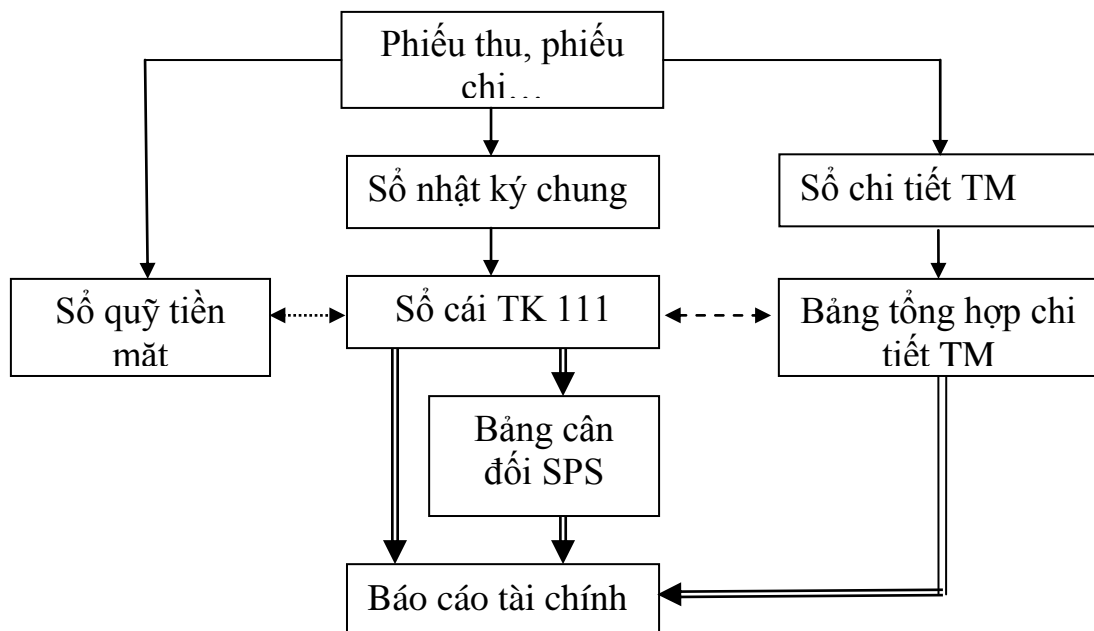 Phiếu thu, phiếu
chi…
Sổ nhật ký chung
Sổ chi tiết TM
Sổ quỹ tiền
mặt
Sổ cái TK 111
Bảng tổng hợp chi
tiết TM
Bảng cân
đối SPS
Báo cáo tài chính